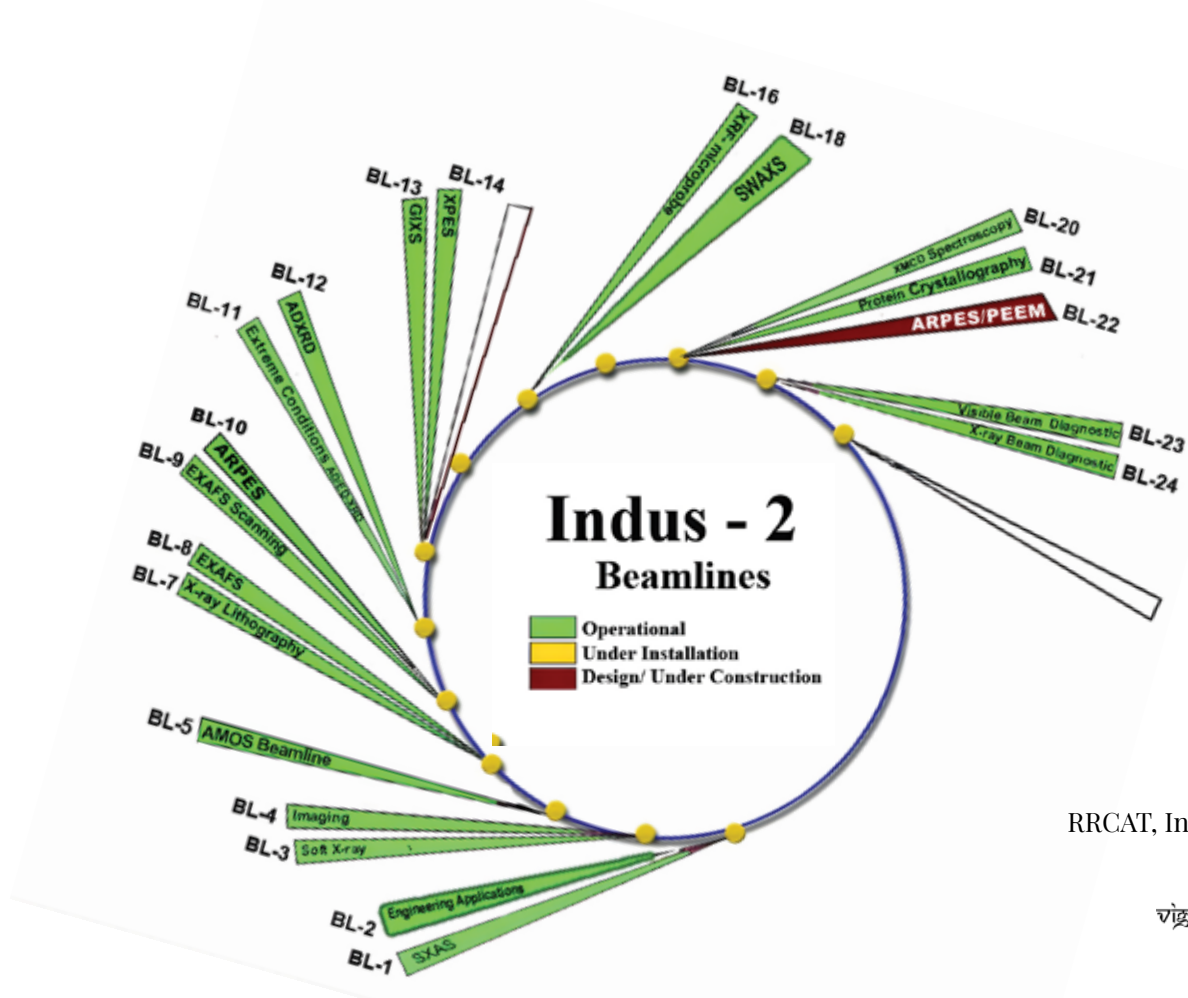 BL-16
XRF- microprobe
BL-18
SWAXS
BL-13
GIXS
BL-14
XPES
BL-20
XMCD Spectroscopy
BL-21
Protein Crystallography
BL-22
ARPES/PEEM
BL-12
ADXRD
BL-11
Extreme Conditions ADED XRD
BL-10
ARPES
BL-9
EXAFS Scanning
BL-23
Visible Beam Diagnostic
BL-24
X-ray Beam Diagnostic
BL-8
EXAFS
BL-7
X-ray Lithography
Indus - 2
Beamlines
Operational
Under Installation
Design/ Under Construction
BL-5
AMOS Beamline
BL-4
Imaging
BL-3
Soft X-ray
BL-2
Engineering Applications
BL-1
SXAS
RRCAT, In
vig